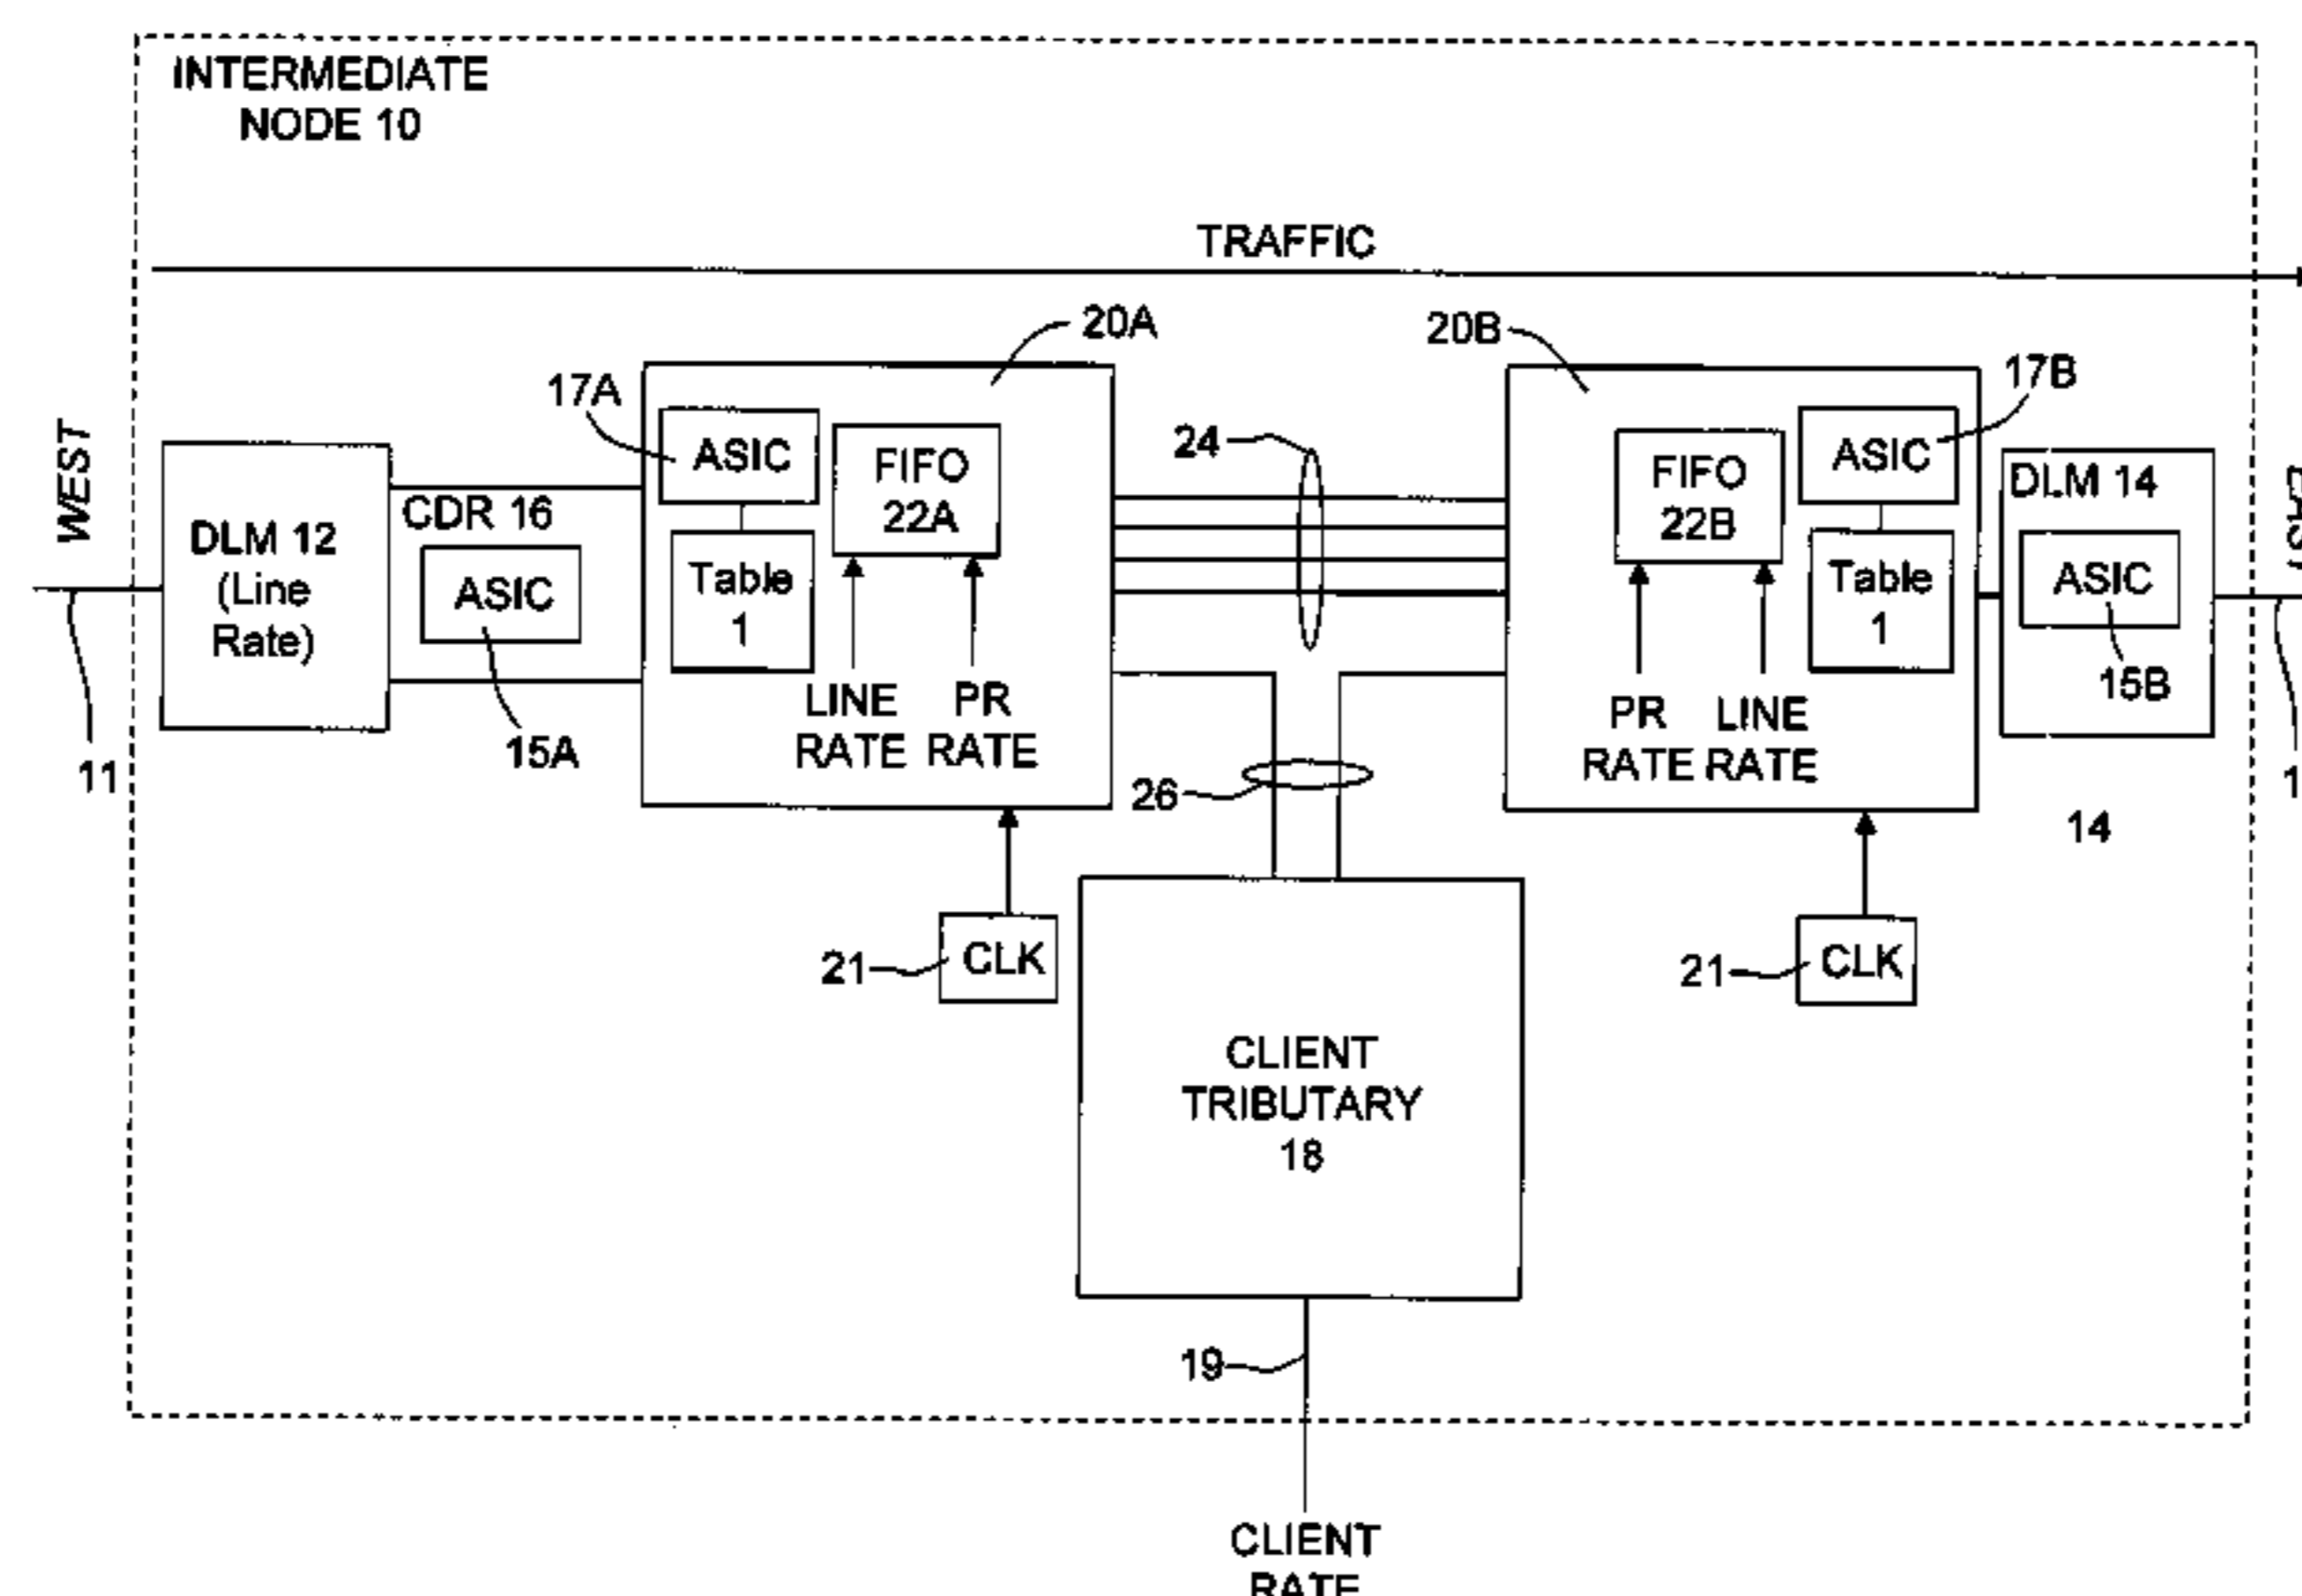 INTERMEDIATE
NODE 10
TRAFFIC
20A
20B
17A
17B
WEST
24
ASIC
FIFO
22A
FIFO
22B
ASIC
DLM 12
(Line
Rate)
CDR 16
ASIC
Table
1
Table
1
DLM 14
ASIC
15A
15B
LINE
RATE
PR
RATE
PR
RATE
LINE
RATE
11
26
1
14
21
CLK
21
CLK
CLIENT
TRIBUTARY
18
19
CLIENT
RATE